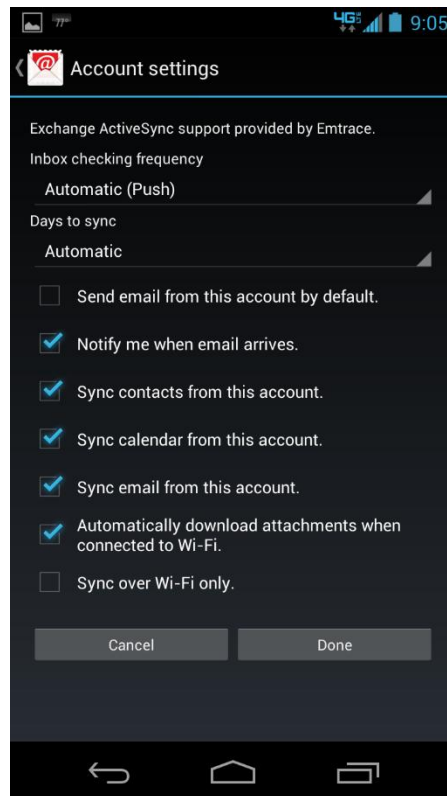 77° 4G 9:05
Account settings
Exchange ActiveSync support provided by Emtrace.
Inbox checking frequency
Automatic (Push)
Days to sync
Automatic
Send email from this account by default.
Notify me when email arrives.
Sync contacts from this account.
Sync calendar from this account.
Sync email from this account.
Automatically download attachments when
connected to Wi-Fi.
Sync over Wi-Fi only.
Cancel Done